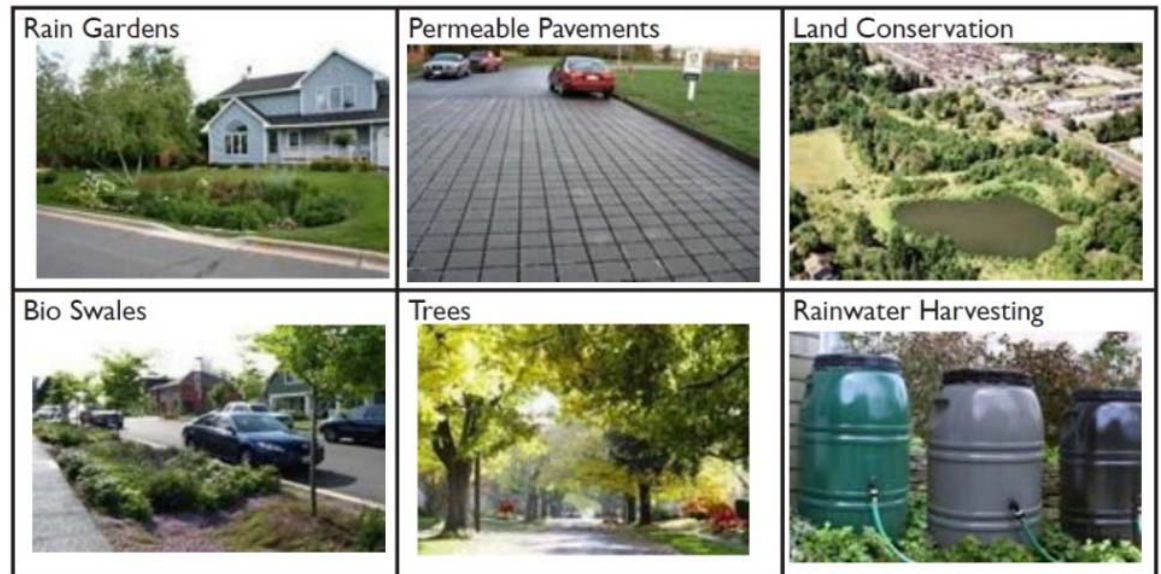 Rain Gardens
Permeable Pavements
Land Conservation
Bio Swales
Trees
Rainwater Harvesting